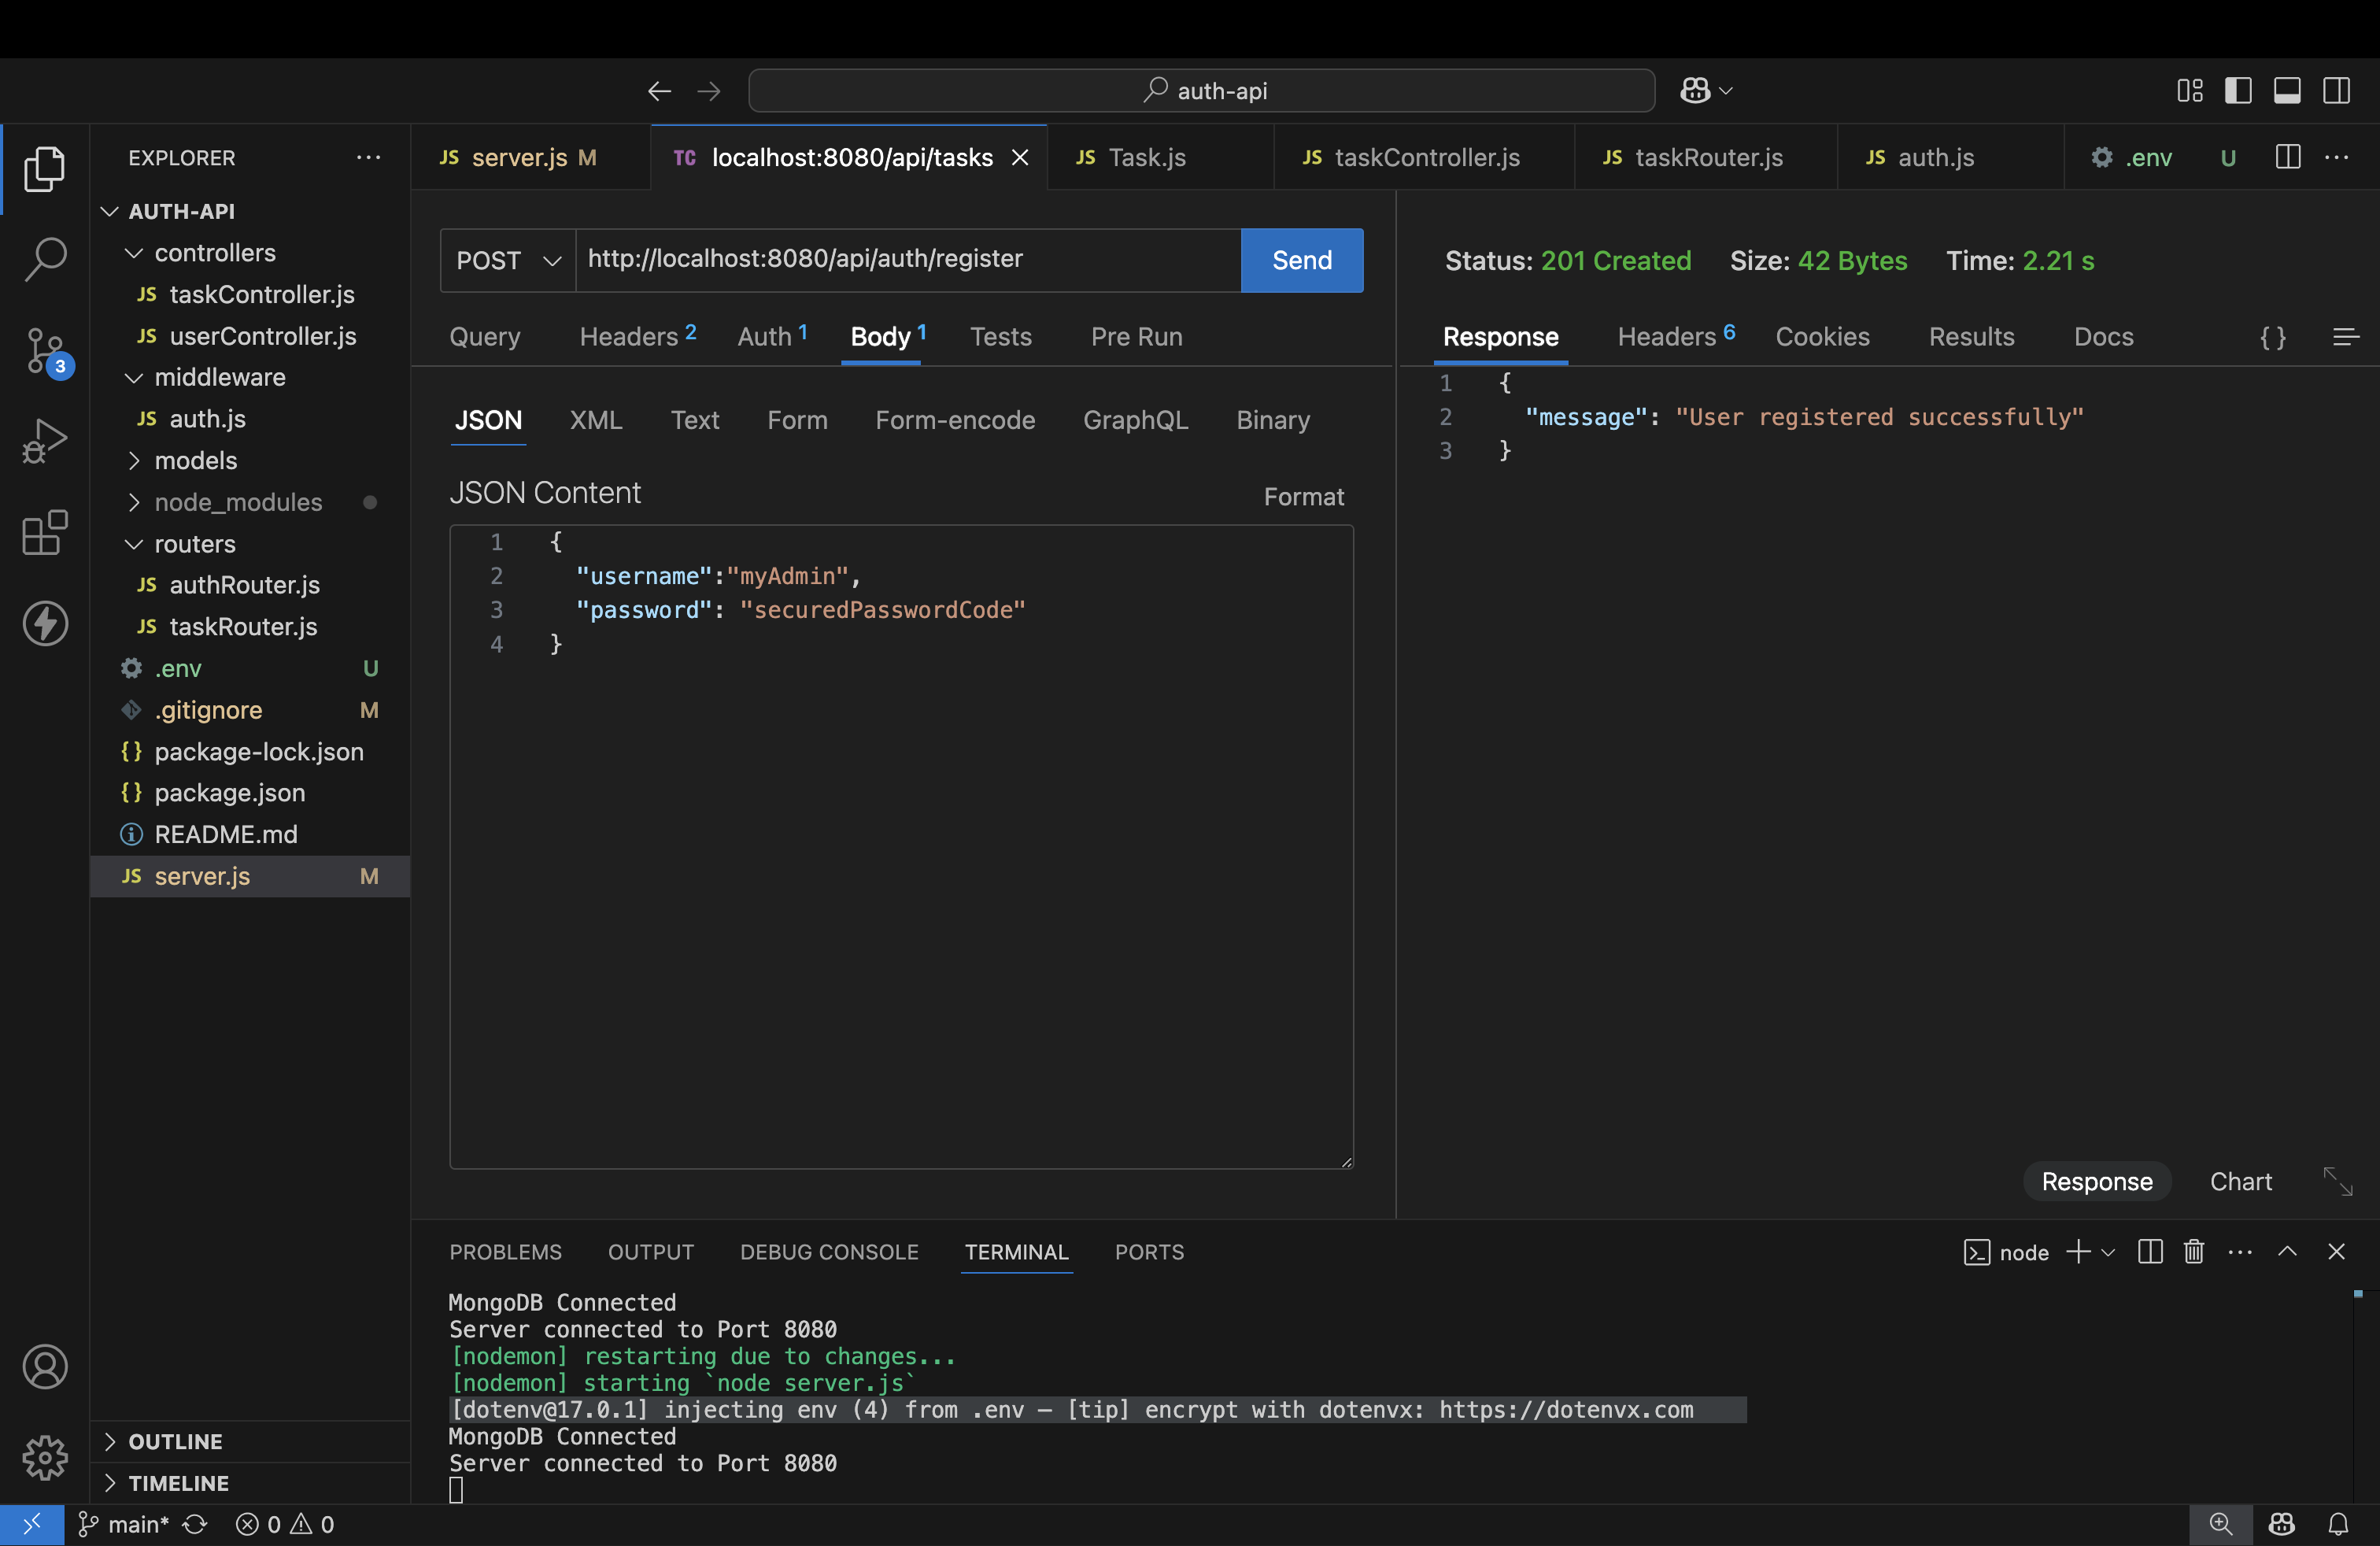 auth-api
EXPLORER
AUTH-API
controllers
JS taskController.js
JS userController.js
middleware
JS auth.js
models
node_modules
routers
JS authRouter.js
JS taskRouter.js
.env U
.gitignore M
{} package-lock.json
{} package.json
README.md
JS server.js M
OUTLINE
TIMELINE
3
JS server.js M TC localhost:8080/api/tasks JS Task.js JS taskController.js JS taskRouter.js JS auth.js .env U
POST http://localhost:8080/api/auth/register Send
Query Headers 2 Auth 1 Body 1 Tests Pre Run
JSON XML Text Form Form-encode GraphQL Binary
JSON Content Format
1 {
2 "username":"myAdmin",
3 "password": "securedPasswordCode"
4 }
Status: 201 Created Size: 42 Bytes Time: 2.21 s
Response Headers 6 Cookies Results Docs {}
1 {
2 "message": "User registered successfully"
3 }
Response Chart
PROBLEMS OUTPUT DEBUG CONSOLE TERMINAL PORTS node
MongoDB Connected
Server connected to Port 8080
[nodemon] restarting due to changes...
[nodemon] starting `node server.js`
[dotenv@17.0.1] injecting env (4) from .env – [tip] encrypt with dotenvx: https://dotenvx.com
MongoDB Connected
Server connected to Port 8080
main* 0 0